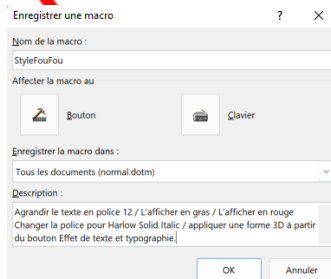 Enregistrer une macro
?
Nom de la macro :
StyleFouFou
Affecter la macro au
Bouton
Clavier
Enregistrer la macro dans :
Tous les documents (normal.dotm)
Description :
Agrandir le texte en police 12 / L'afficher en gras / L'afficher en rouge
Changer la police pour Harlow Solid Italic / appliquer une forme 3D à partir
du bouton Effet de texte et typographie.
OK
Annuler